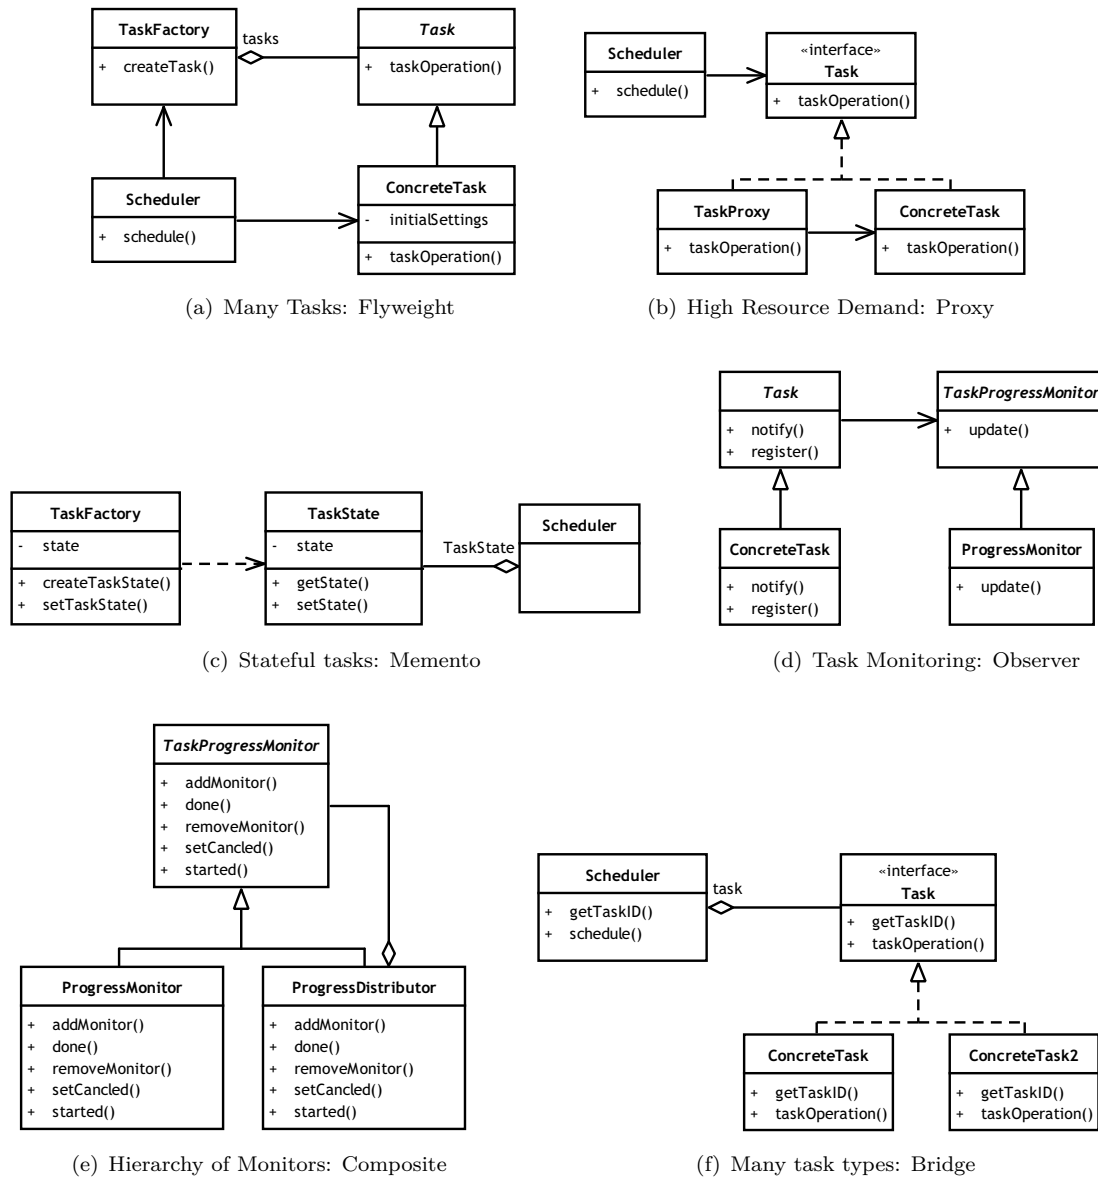 TaskFactory
+ createTask()
tasks
Task
+ taskOperation()
Scheduler
+ schedule()
ConcreteTask
- initialSettings
+ taskOperation()
(a) Many Tasks: Flyweight
Scheduler
+ schedule()
«interface»
Task
+ taskOperation()
TaskProxy
+ taskOperation()
ConcreteTask
+ taskOperation()
(b) High Resource Demand: Proxy
TaskFactory
- state
+ createTaskState()
+ setTaskState()
TaskState
- state
+ getState()
+ setState()
TaskState
Scheduler
(c) Stateful tasks: Memento
Task
+ notify()
+ register()
TaskProgressMonitor
+ update()
ConcreteTask
+ notify()
+ register()
ProgressMonitor
+ update()
(d) Task Monitoring: Observer
TaskProgressMonitor
+ addMonitor()
+ done()
+ removeMonitor()
+ setCancled()
+ started()
ProgressMonitor
+ addMonitor()
+ done()
+ removeMonitor()
+ setCancled()
+ started()
ProgressDistributor
+ addMonitor()
+ done()
+ removeMonitor()
+ setCancled()
+ started()
(e) Hierarchy of Monitors: Composite
Scheduler
+ getTaskID()
+ schedule()
task
«interface»
Task
+ getTaskID()
+ taskOperation()
ConcreteTask
+ getTaskID()
+ taskOperation()
ConcreteTask2
+ getTaskID()
+ taskOperation()
(f) Many task types: Bridge